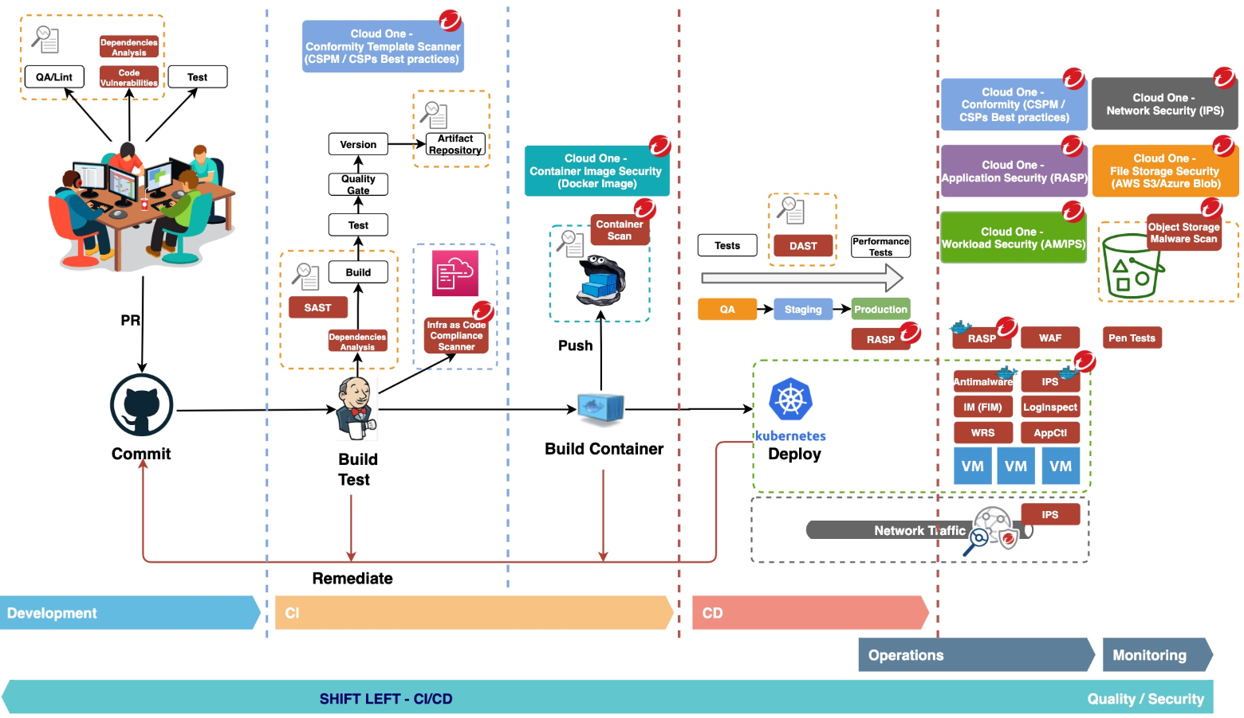 Dependencies
Analysis
QA/Lint
Code
Vulnerabilities
Test
PR
Commit
Cloud One -
Conformity Template Scanner
(CSPM / CSPs Best practices)
Version
Artifact
Repository
Quality
Gate
Test
Build
SAST
Dependencies
Analysis
Infra as Code
Compliance
Scanner
Build
Test
Cloud One -
Container Image Security
(Docker Image)
Container
Scan
Push
Build Container
Remediate
Tests
DAST
Performance
Tests
QA
Staging
Production
RASP
kubernetes
Deploy
Cloud One -
Conformity (CSPM /
CSPs Best practices)
Cloud One -
Network Security (IPS)
Cloud One -
Application Security (RASP)
Cloud One -
File Storage Security
(AWS S3/Azure Blob)
Cloud One -
Workload Security (AM/IPS)
Object Storage
Malware Scan
RASP
WAF
Pen Tests
Antimalware
IPS
IM (FIM)
LogInspect
WRS
AppCtl
VM
VM
VM
IPS
Network Traffic
Development
CI
CD
Operations
Monitoring
SHIFT LEFT - CI/CD
Quality / Security